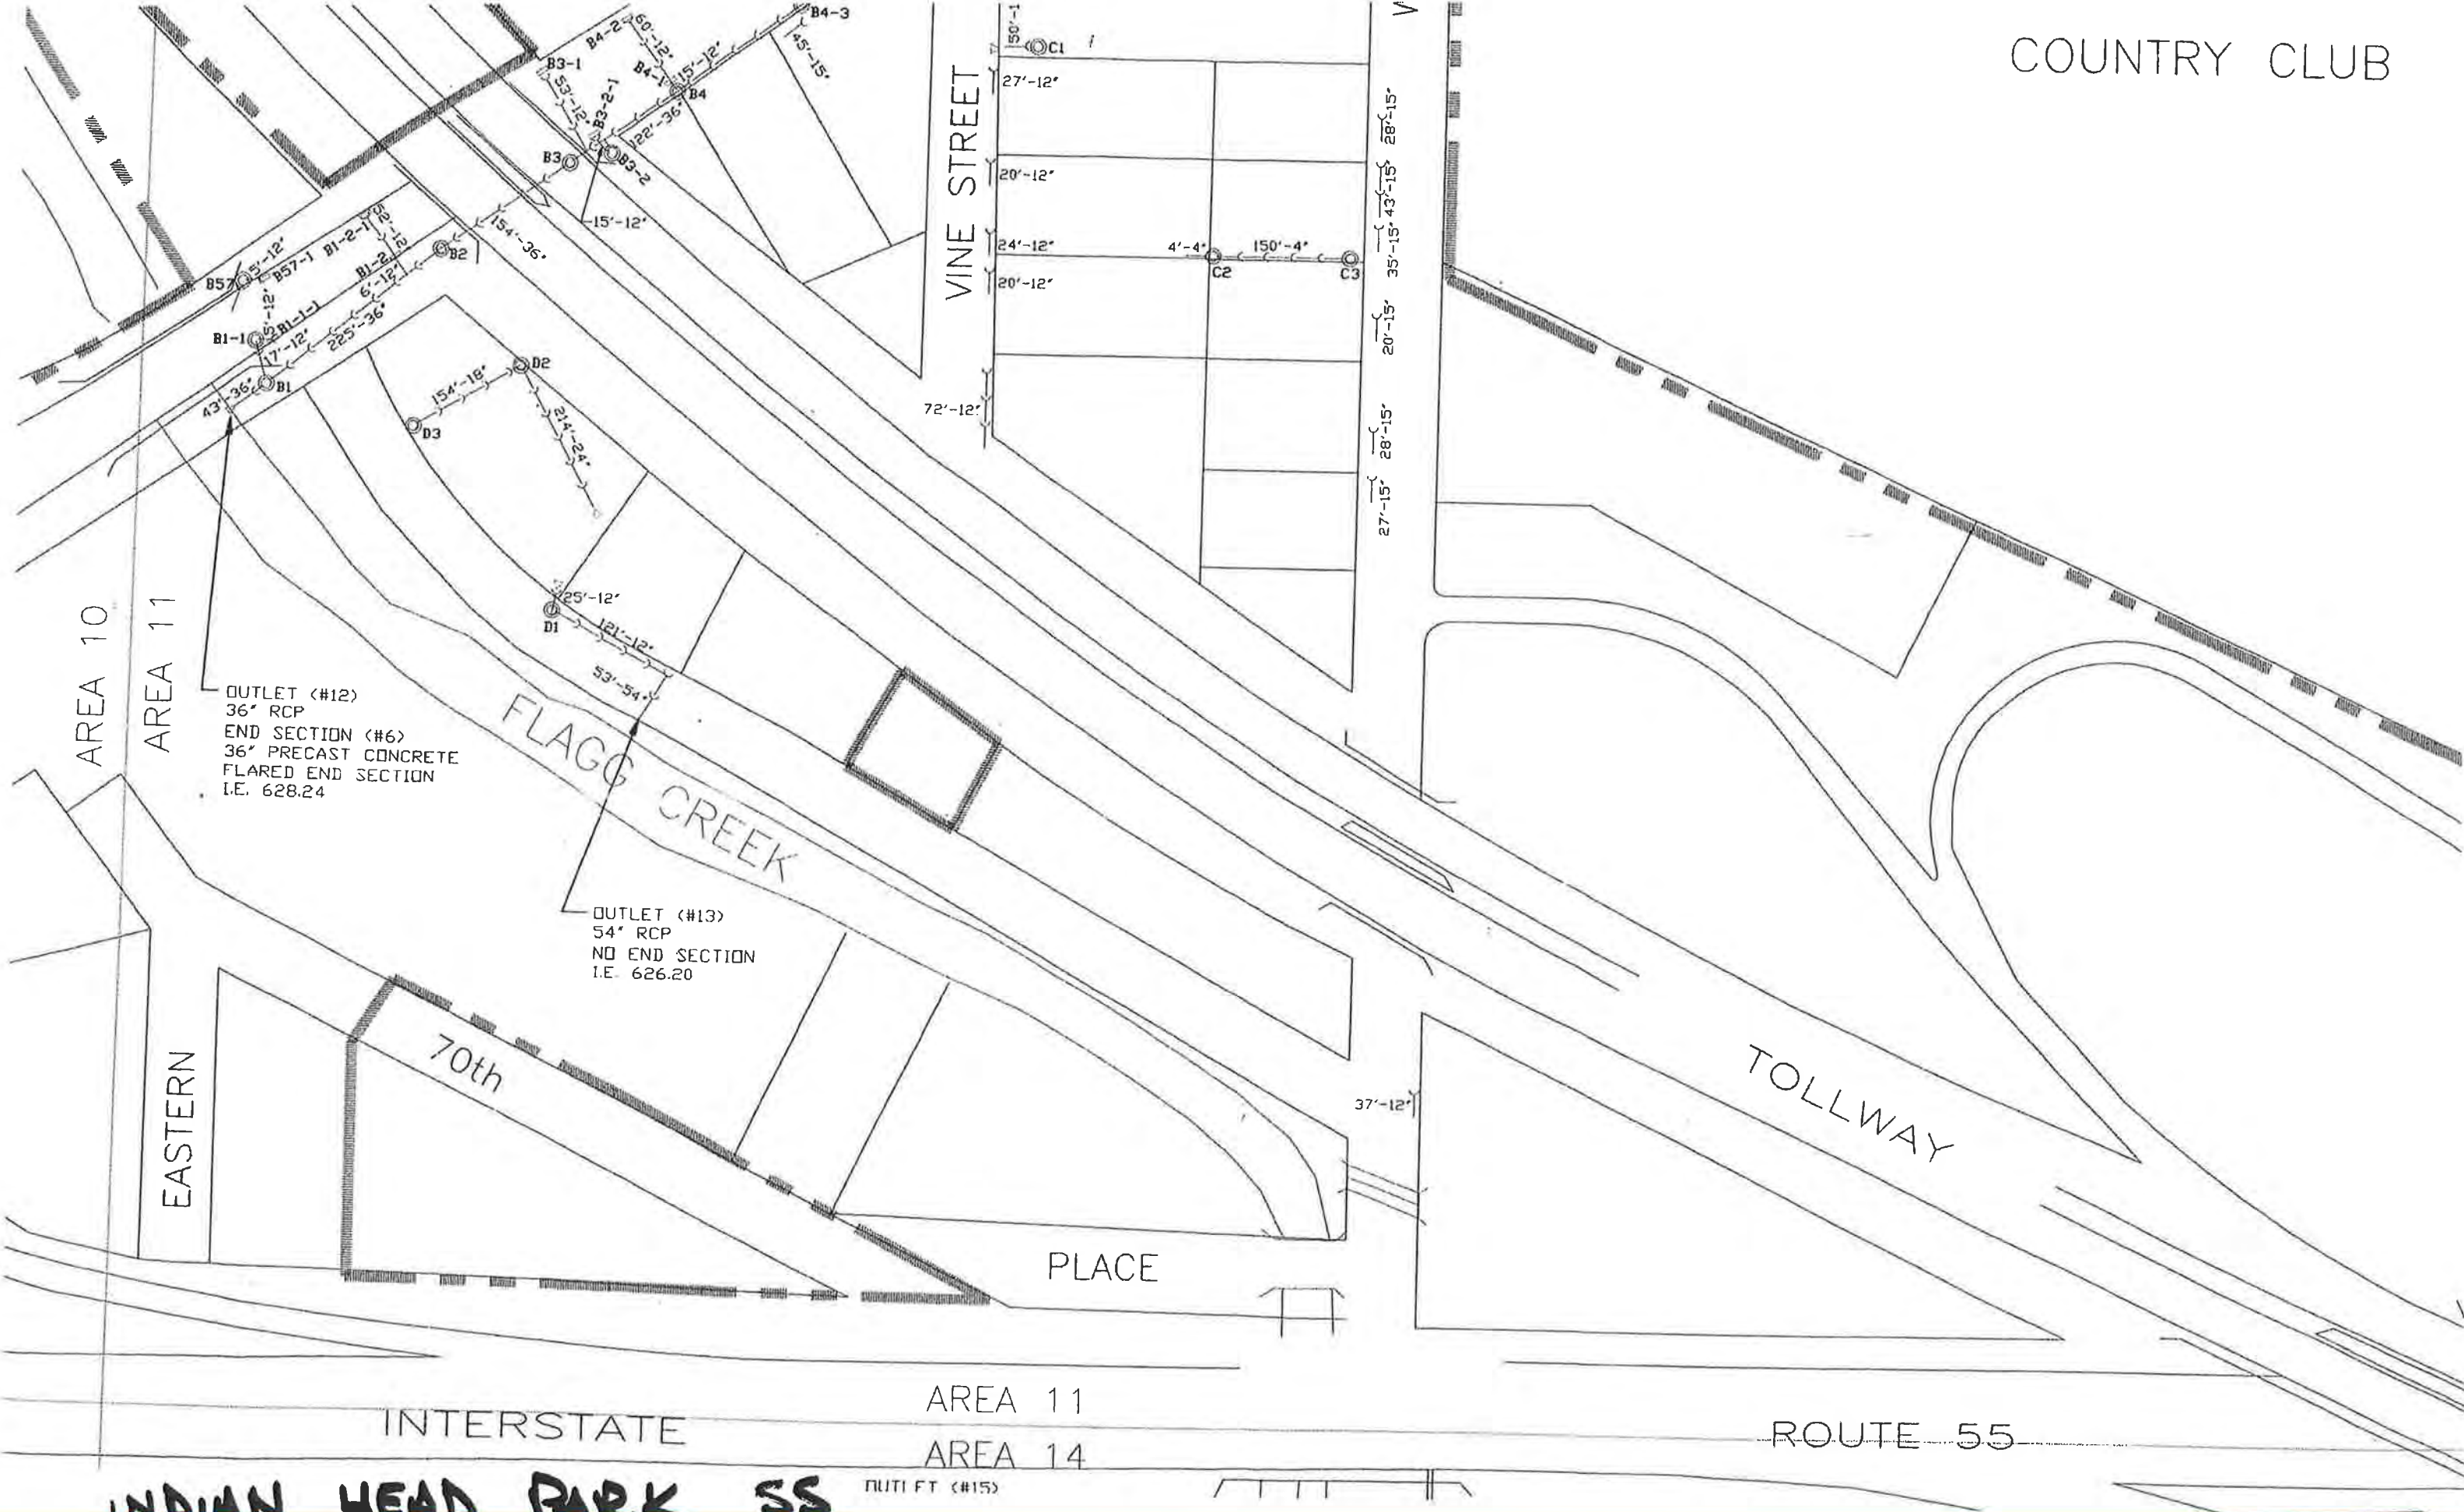 COUNTRY CLUB
B4-3
B4-2
60'-12"
15'-12"
45'-15"
B3-1
B4-1
B4
53'-12"
B3-2-1
22'-36"
B3
B3-2
15'-12"
154'-36"
B1-2-1
52'-12"
B1-2
B2
5'-12"
B57-1
B57
6'-12"
225'-36"
B1-1
B1-1-1
17'-12"
B1
43'-36"
154'-18"
D2
D3
214'-24"
VINE STREET
C1
27'-12"
20'-12"
24'-12"
20'-12"
72'-12"
4'-4"
C2
150'-4"
C3
28'-15"
43'-15"
35'-15"
20'-15"
28'-15"
27'-15"
25'-12"
D1
121'-12"
53'-54"
AREA 10
AREA 11
OUTLET (#12)
36" RCP
END SECTION (#6)
36" PRECAST CONCRETE
FLARED END SECTION
I.E. 628.24
FLAGG CREEK
OUTLET (#13)
54" RCP
NO END SECTION
I.E. 626.20
EASTERN
70th
PLACE
37'-12"
TOLLWAY
AREA 11
INTERSTATE
ROUTE 55
AREA 14
OUTLET (#15)
INDIAN HEAD PARK SS